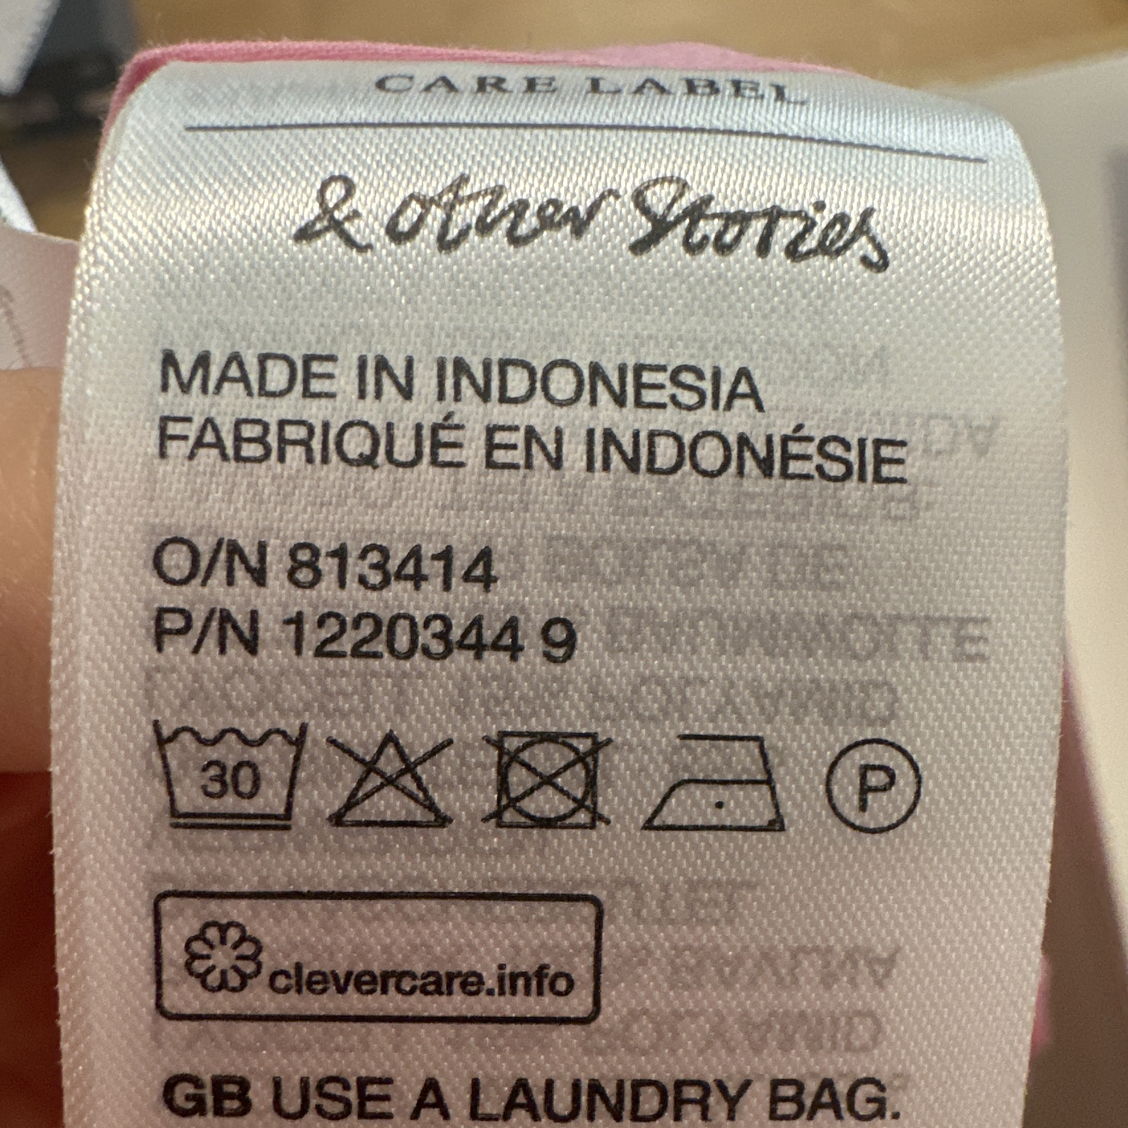 CARE LABEL
& other Stories
MADE IN INDONESIA
FABRIQUÉ EN INDONÉSIE
O/N 813414
P/N 1220344 9
30 P
clevercare.info
GB USE A LAUNDRY BAG.